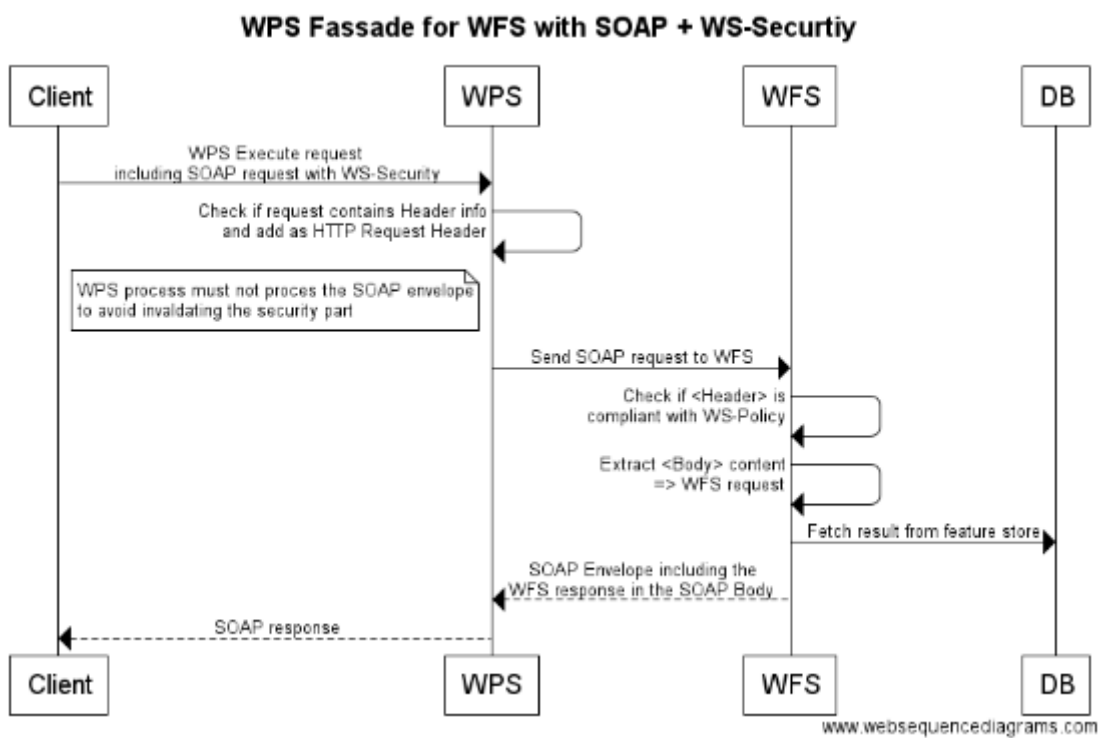 WPS Fassade for WFS with SOAP + WS-Securtiy
Client
WPS
WFS
DB
WPS Execute request
including SOAP request with WS-Security
Check if request contains Header info
and add as HTTP Request Header
WPS process must not proces the SOAP envelope
to avoid invaldating the security part
Send SOAP request to WFS
Check if <Header> is
compliant with WS-Policy
Extract <Body> content
=> WFS request
Fetch result from feature store
SOAP Envelope including the
WFS response in the SOAP Body
SOAP response
Client
WPS
WFS
DB
www.websequencediagrams.com